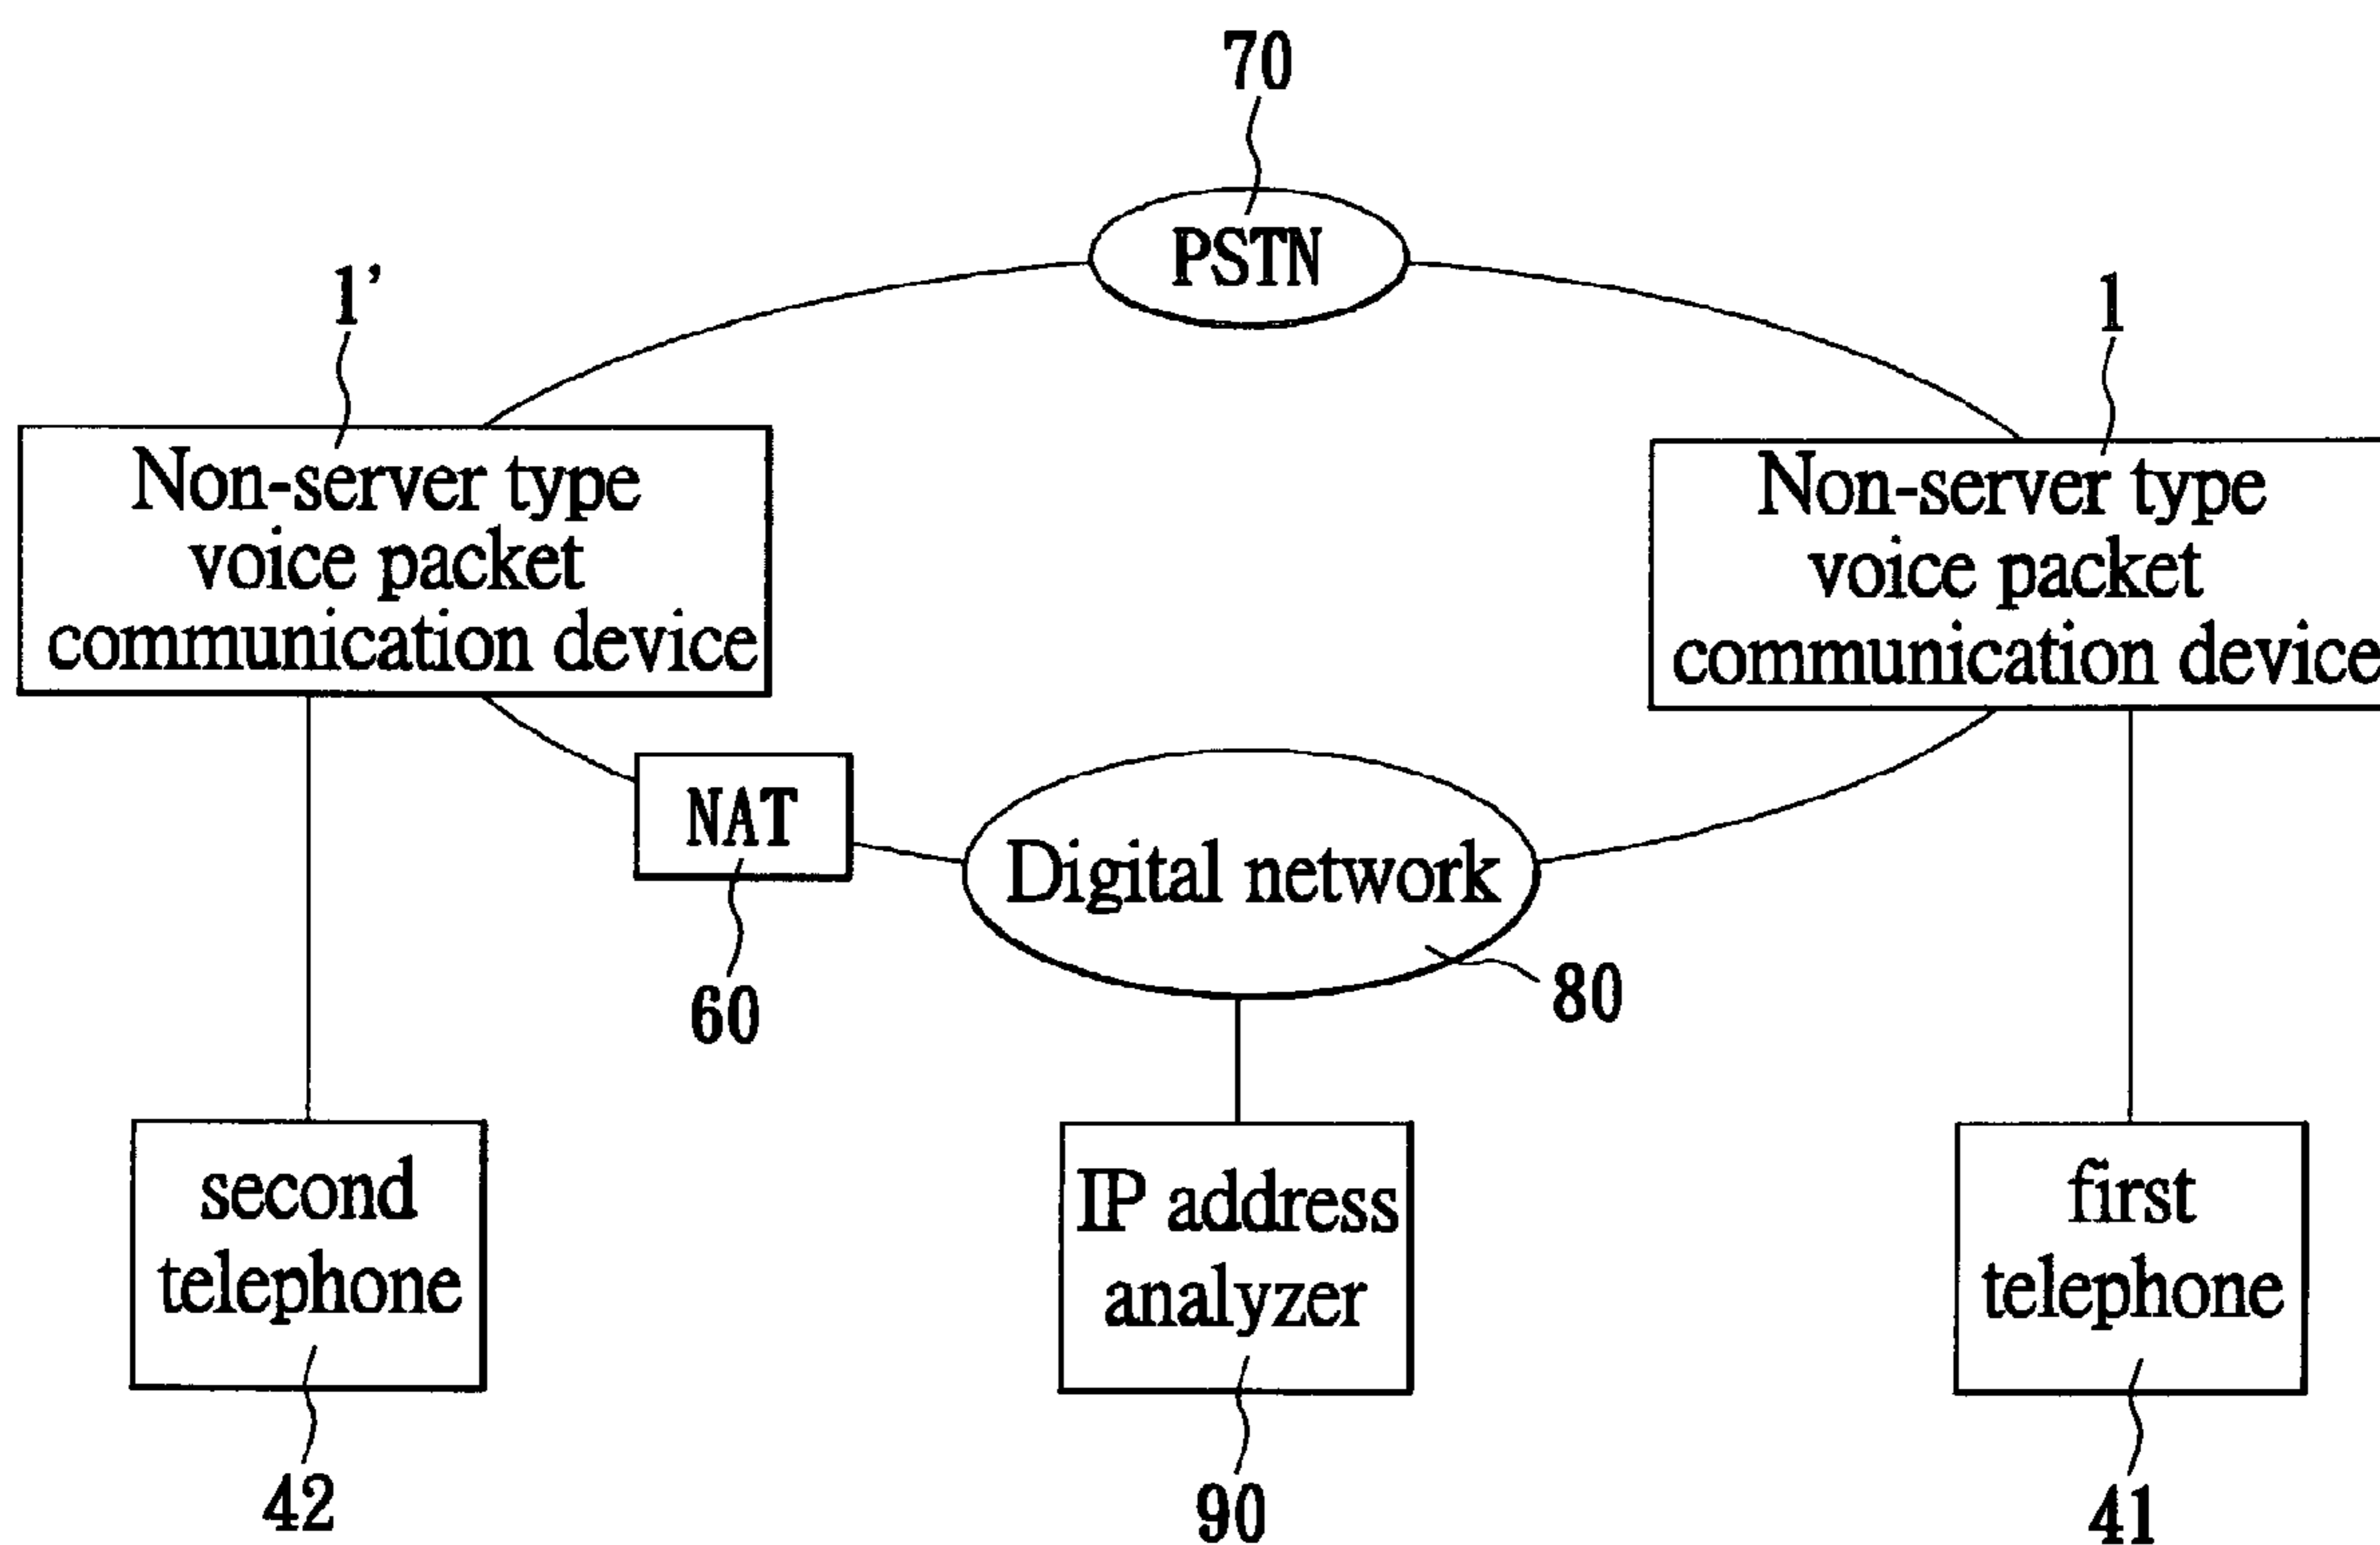 70
PSTN
1’
1
Non-server type
voice packet
communication device
Non-server type
voice packet
communication device
NAT
60
Digital network
80
second
telephone
42
IP address
analyzer
90
first
telephone
41